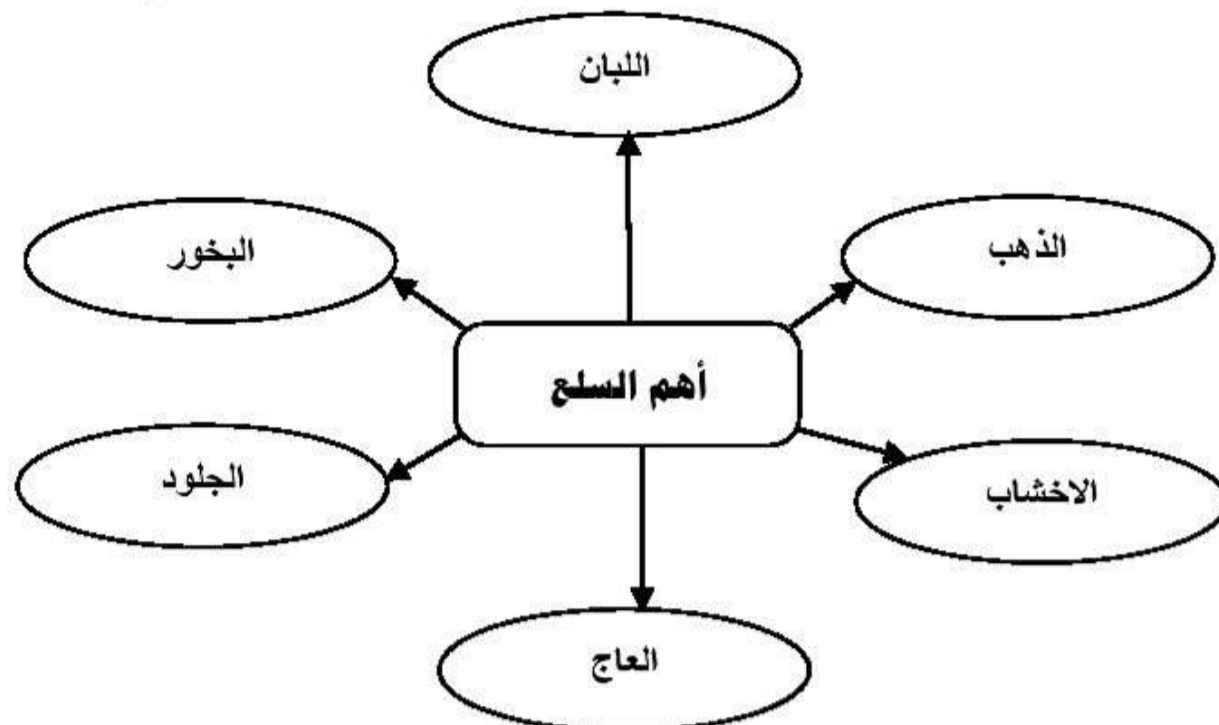 اللبان
الذهب
البخور
أهم السلع
الاخشاب
الجلود
العاج